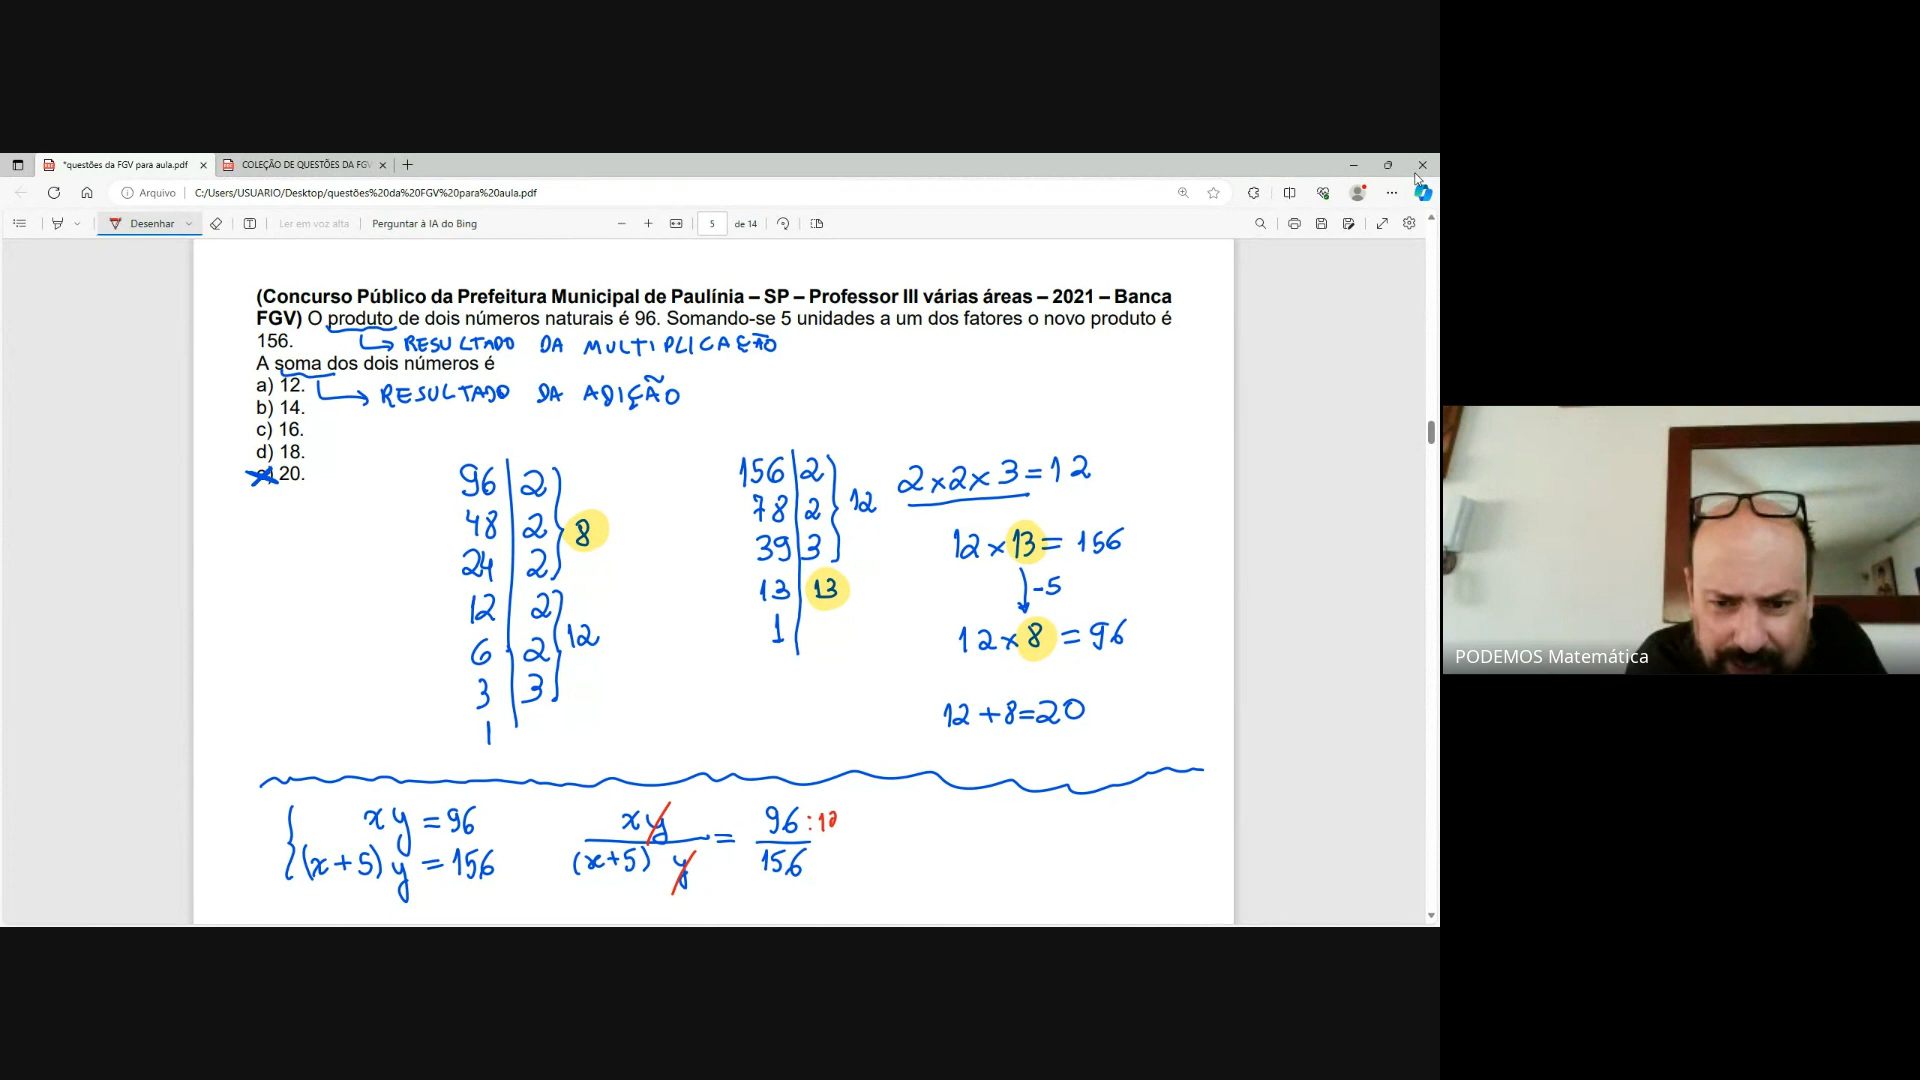 *questões da FGV para aula.pdf
COLEÇÃO DE QUESTÕES DA FGV
Arquivo
C:/Users/USUARIO/Desktop/questões%20da%20FGV%20para%20aula.pdf
Desenhar
Ler em voz alta
Perguntar à IA do Bing
5
de 14
(Concurso Público da Prefeitura Municipal de Paulínia – SP – Professor III várias áreas – 2021 – Banca
FGV) O produto de dois números naturais é 96. Somando-se 5 unidades a um dos fatores o novo produto é
156.
RESULTADO DA MULTIPLICAÇÃO
A soma dos dois números é
a) 12.
RESULTADO DA ADIÇÃO
b) 14.
c) 16.
d) 18.
20.
96 2
48 2
24 2
8
12 2
6 2
3 3
1
12
156 2
78 2
39 3
12
13 13
1
2×2×3=12
12×13=156
-5
12×8=96
12+8=20
xy=96
(x+5)y=156
xy
(x+5) y
=
96:12
156
PODEMOS Matemática